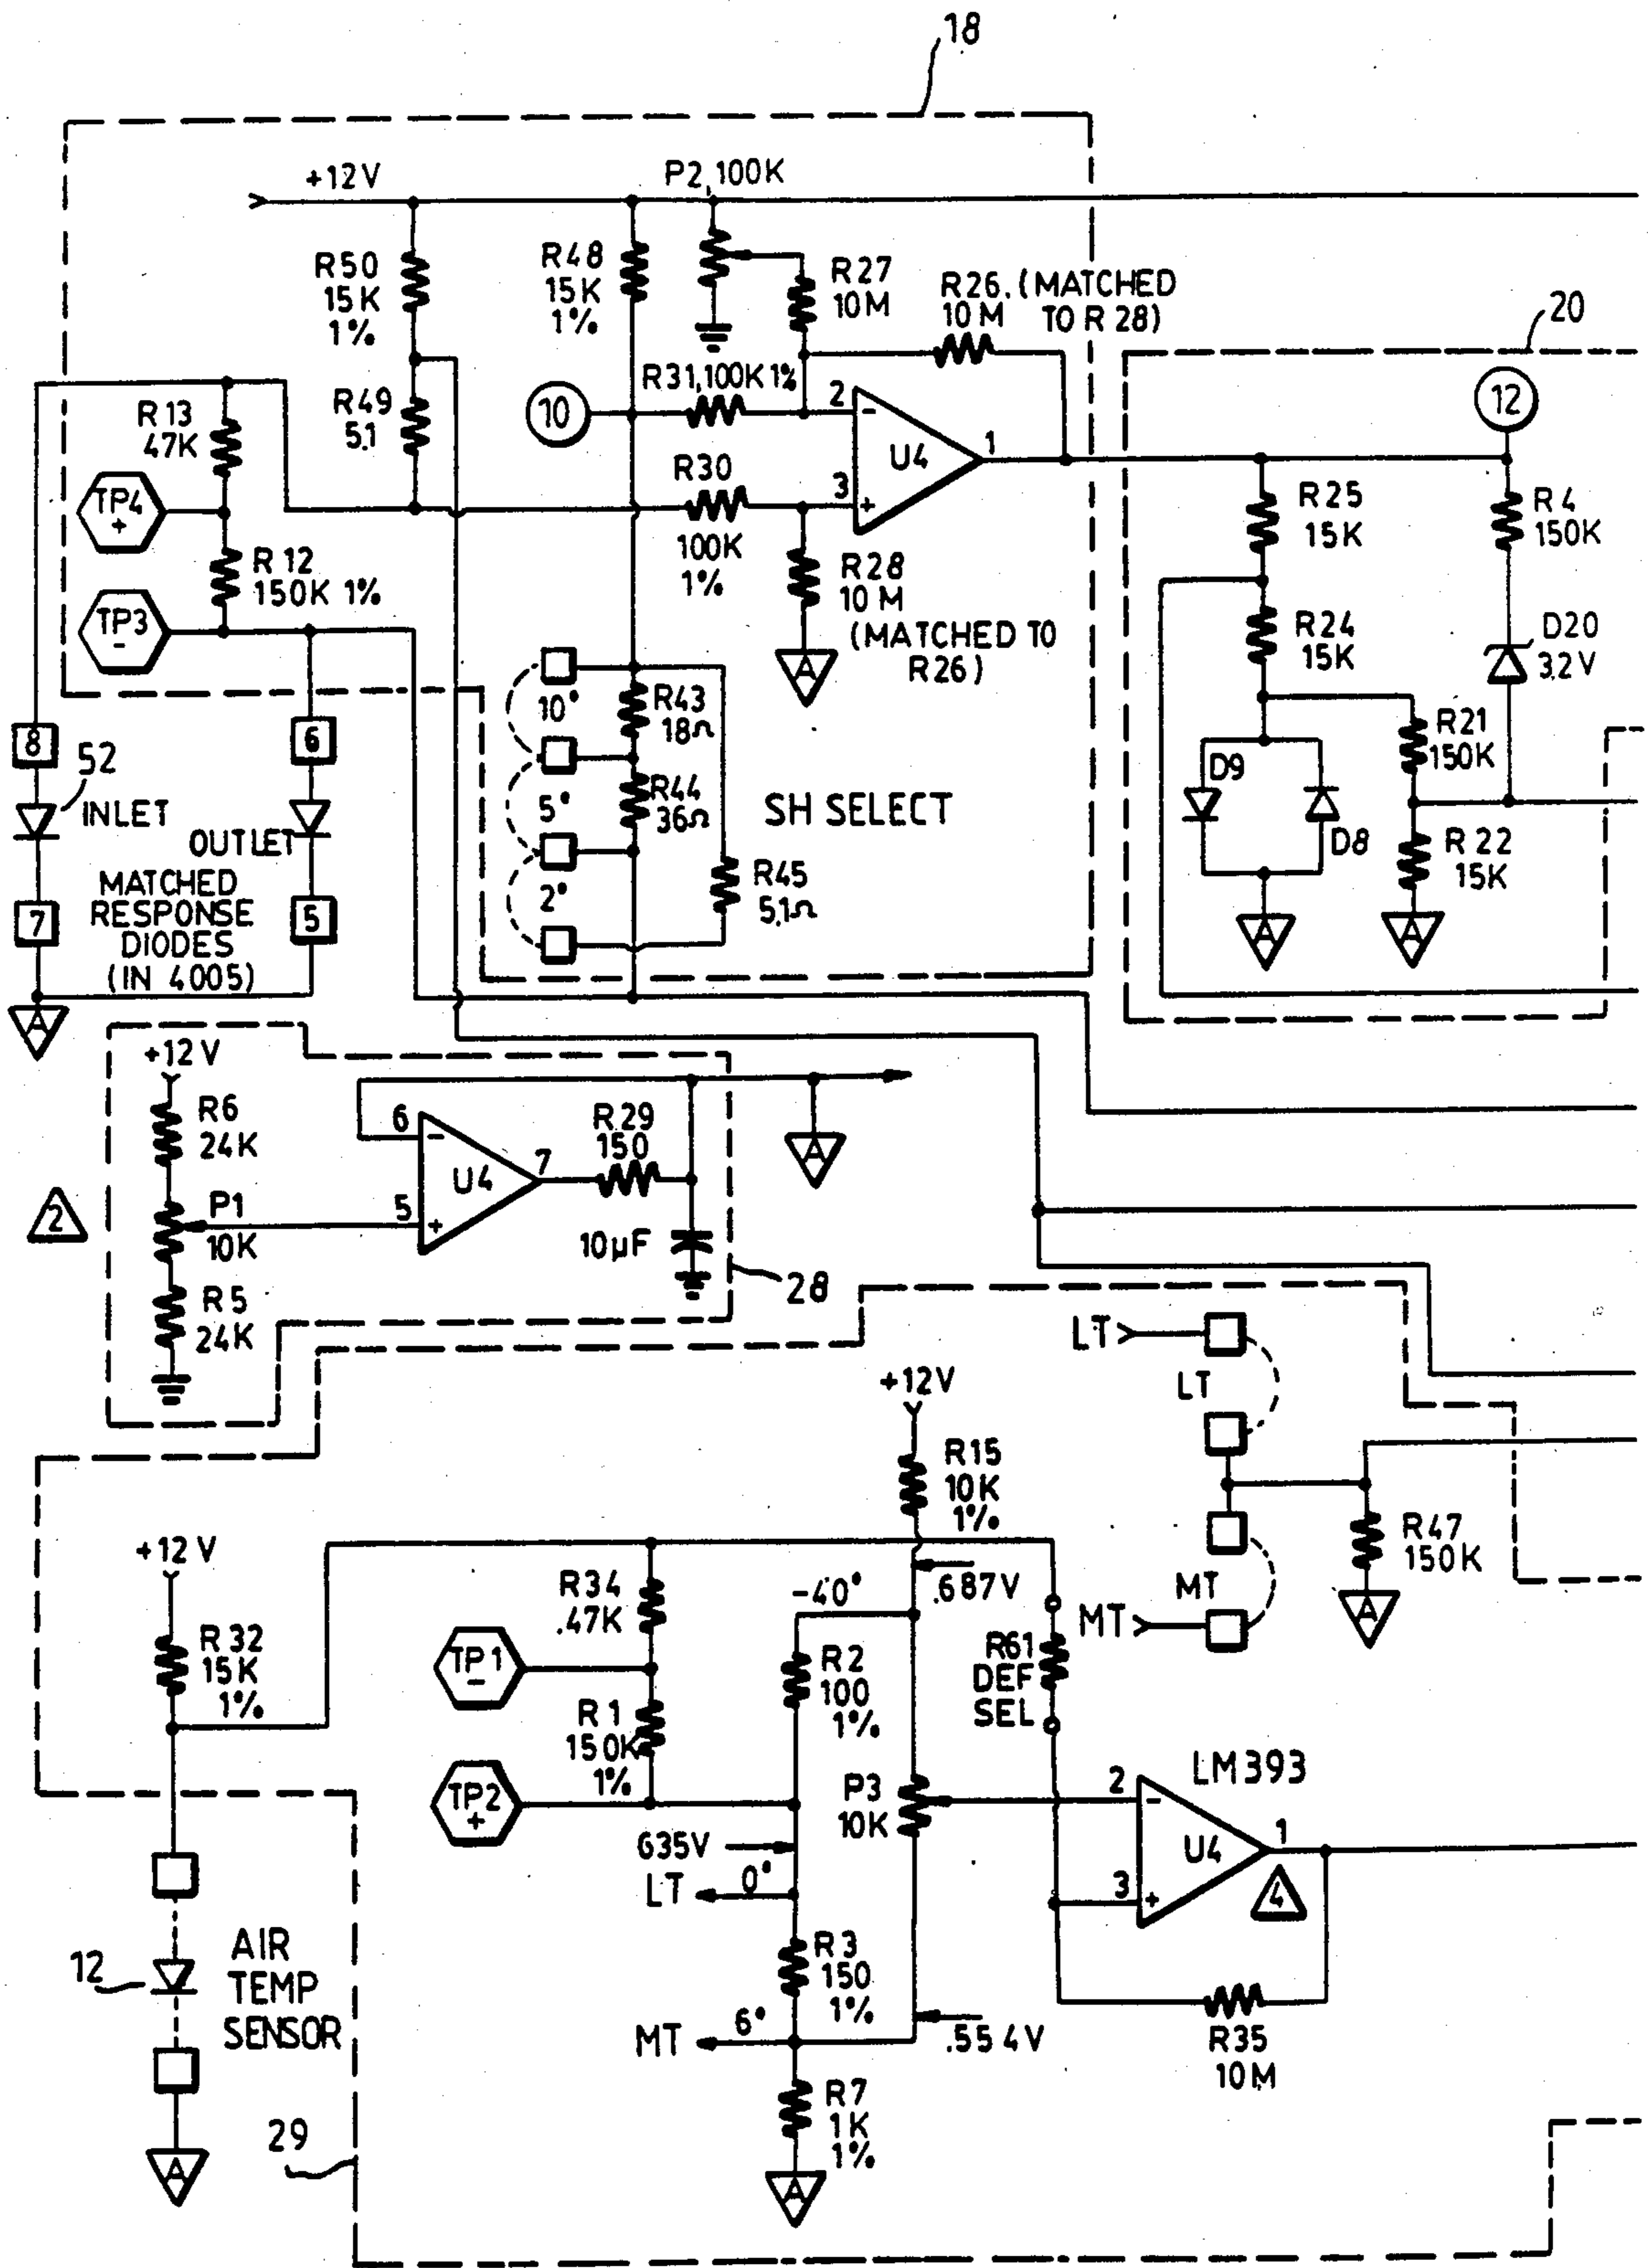 18
+12V
P2,100K
R50
15K
1%
R48
15K
1%
R27
10M
R26. (MATCHED
10M TO R28)
20
R13
47K
R49
5.1
10
R31,100K 1%
2
-
U4
1
12
TP4
+
R30
100K
1%
3
+
R25
15K
R4
150K
R12
150K 1%
R28
10M
(MATCHED TO
R26)
A
TP3
-
R24
15K
D20
3.2V
10°
R43
18Ω
R21
150K
8
52
INLET
6
5°
R44
36Ω
SH SELECT
D9
D8
OUTLET
R22
15K
MATCHED
RESPONSE
DIODES
(IN 4005)
7
5
2°
R45
5.1Ω
A
A
A
+12V
R6
24K
6
-
U4
7
R29
150
A
2
P1
10K
5
+
10µF
28
R5
24K
LT
LT
+12V
R15
10K
1%
+12V
R34
.47K
-40°
.687V
MT
MT
R47
150K
A
R32
15K
1%
TP1
-
R2
100
1%
R61
DEF
SEL
R1
150K
1%
LM393
TP2
+
P3
10K
2
-
U4
1
635V
LT
0°
3
+
4
12
AIR
TEMP
SENSOR
R3
150
1%
MT
6°
.554V
R35
10M
R7
1K
1%
29
A
A